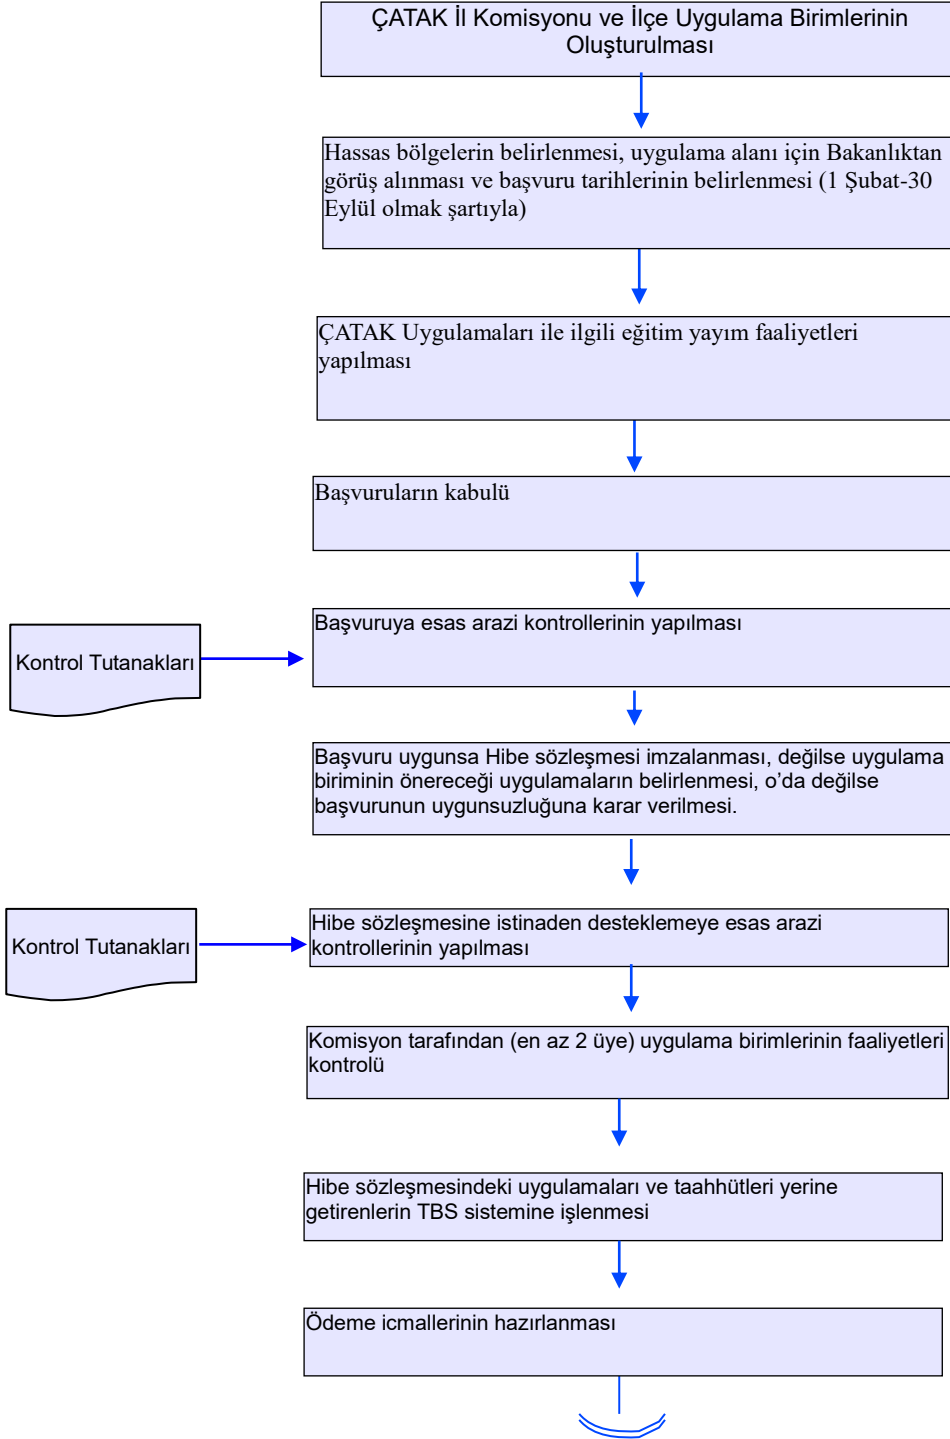 ÇATAK İl Komisyonu ve İlçe Uygulama Birimlerinin
Oluşturulması
Hassas bölgelerin belirlenmesi, uygulama alanı için Bakanlıktan
görüş alınması ve başvuru tarihlerinin belirlenmesi (1 Şubat-30
Eylül olmak şartıyla)
ÇATAK Uygulamaları ile ilgili eğitim yayım faaliyetleri
yapılması
Başvuruların kabulü
Başvuruya esas arazi kontrollerinin yapılması
Kontrol Tutanakları
Başvuru uygunsa Hibe sözleşmesi imzalanması, değilse uygulama
biriminin önereceği uygulamaların belirlenmesi, o’da değilse
başvurunun uygunsuzluğuna karar verilmesi.
Hibe sözleşmesine istinaden desteklemeye esas arazi
kontrollerinin yapılması
Kontrol Tutanakları
Komisyon tarafından (en az 2 üye) uygulama birimlerinin faaliyetleri
kontrolü
Hibe sözleşmesindeki uygulamaları ve taahhütleri yerine
getirenlerin TBS sistemine işlenmesi
Ödeme icmallerinin hazırlanması